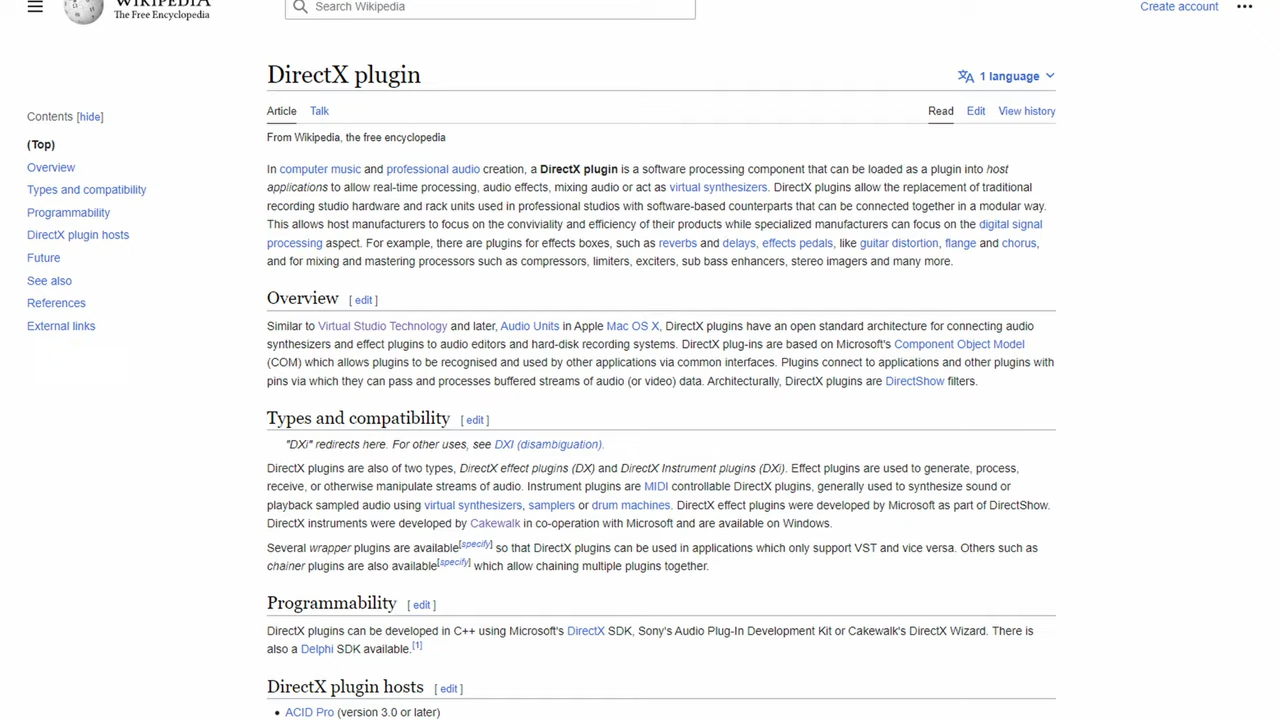 WIKIPEDIA
The Free Encyclopedia
Search Wikipedia
Create account
DirectX plugin
1 language
Article Talk
Read Edit View history
From Wikipedia, the free encyclopedia
Contents [hide]
(Top)
Overview
Types and compatibility
Programmability
DirectX plugin hosts
Future
See also
References
External links
In computer music and professional audio creation, a DirectX plugin is a software processing component that can be loaded as a plugin into host
applications to allow real-time processing, audio effects, mixing audio or act as virtual synthesizers. DirectX plugins allow the replacement of traditional
recording studio hardware and rack units used in professional studios with software-based counterparts that can be connected together in a modular way.
This allows host manufacturers to focus on the conviviality and efficiency of their products while specialized manufacturers can focus on the digital signal
processing aspect. For example, there are plugins for effects boxes, such as reverbs and delays, effects pedals, like guitar distortion, flange and chorus,
and for mixing and mastering processors such as compressors, limiters, exciters, sub bass enhancers, stereo imagers and many more.
Overview [ edit ]
Similar to Virtual Studio Technology and later, Audio Units in Apple Mac OS X, DirectX plugins have an open standard architecture for connecting audio
synthesizers and effect plugins to audio editors and hard-disk recording systems. DirectX plug-ins are based on Microsoft's Component Object Model
(COM) which allows plugins to be recognised and used by other applications via common interfaces. Plugins connect to applications and other plugins with
pins via which they can pass and processes buffered streams of audio (or video) data. Architecturally, DirectX plugins are DirectShow filters.
Types and compatibility [ edit ]
"DXi" redirects here. For other uses, see DXI (disambiguation).
DirectX plugins are also of two types, DirectX effect plugins (DX) and DirectX Instrument plugins (DXi). Effect plugins are used to generate, process,
receive, or otherwise manipulate streams of audio. Instrument plugins are MIDI controllable DirectX plugins, generally used to synthesize sound or
playback sampled audio using virtual synthesizers, samplers or drum machines. DirectX effect plugins were developed by Microsoft as part of DirectShow.
DirectX instruments were developed by Cakewalk in co-operation with Microsoft and are available on Windows.
Several wrapper plugins are available[specify] so that DirectX plugins can be used in applications which only support VST and vice versa. Others such as
chainer plugins are also available[specify] which allow chaining multiple plugins together.
Programmability [ edit ]
DirectX plugins can be developed in C++ using Microsoft's DirectX SDK, Sony's Audio Plug-In Development Kit or Cakewalk's DirectX Wizard. There is
also a Delphi SDK available.[1]
DirectX plugin hosts [ edit ]
• ACID Pro (version 3.0 or later)